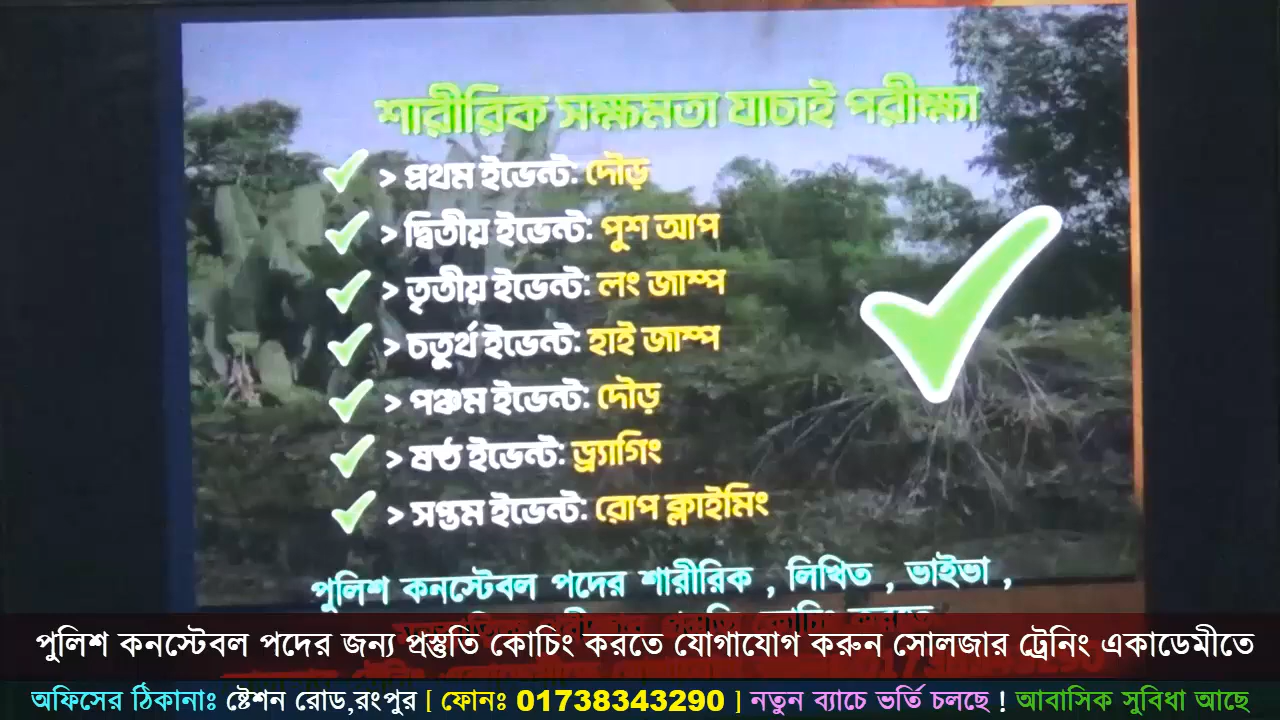 শারীরিক সক্ষমতা যাচাই পরীক্ষা
> প্রথম ইভেন্ট: দৌড়
> দ্বিতীয় ইভেন্ট: পুশ আপ
> তৃতীয় ইভেন্ট: লং জাম্প
> চতুর্থ ইভেন্ট: হাই জাম্প
> পঞ্চম ইভেন্ট: দৌড়
> ষষ্ঠ ইভেন্ট: ড্র্যাগিং
> সপ্তম ইভেন্ট: রোপ ক্লাইমিং
পুলিশ কনস্টেবল পদের শারীরিক , লিখিত , ভাইভা ,
পুলিশ কনস্টেবল পদের জন্য প্রস্তুতি কোচিং করতে যোগাযোগ করুন সোলজার ট্রেনিং একাডেমীতে
অফিসের ঠিকানাঃ ষ্টেশন রোড,রংপুর [ ফোনঃ 01738343290 ] নতুন ব্যাচে ভর্তি চলছে ! আবাসিক সুবিধা আছে